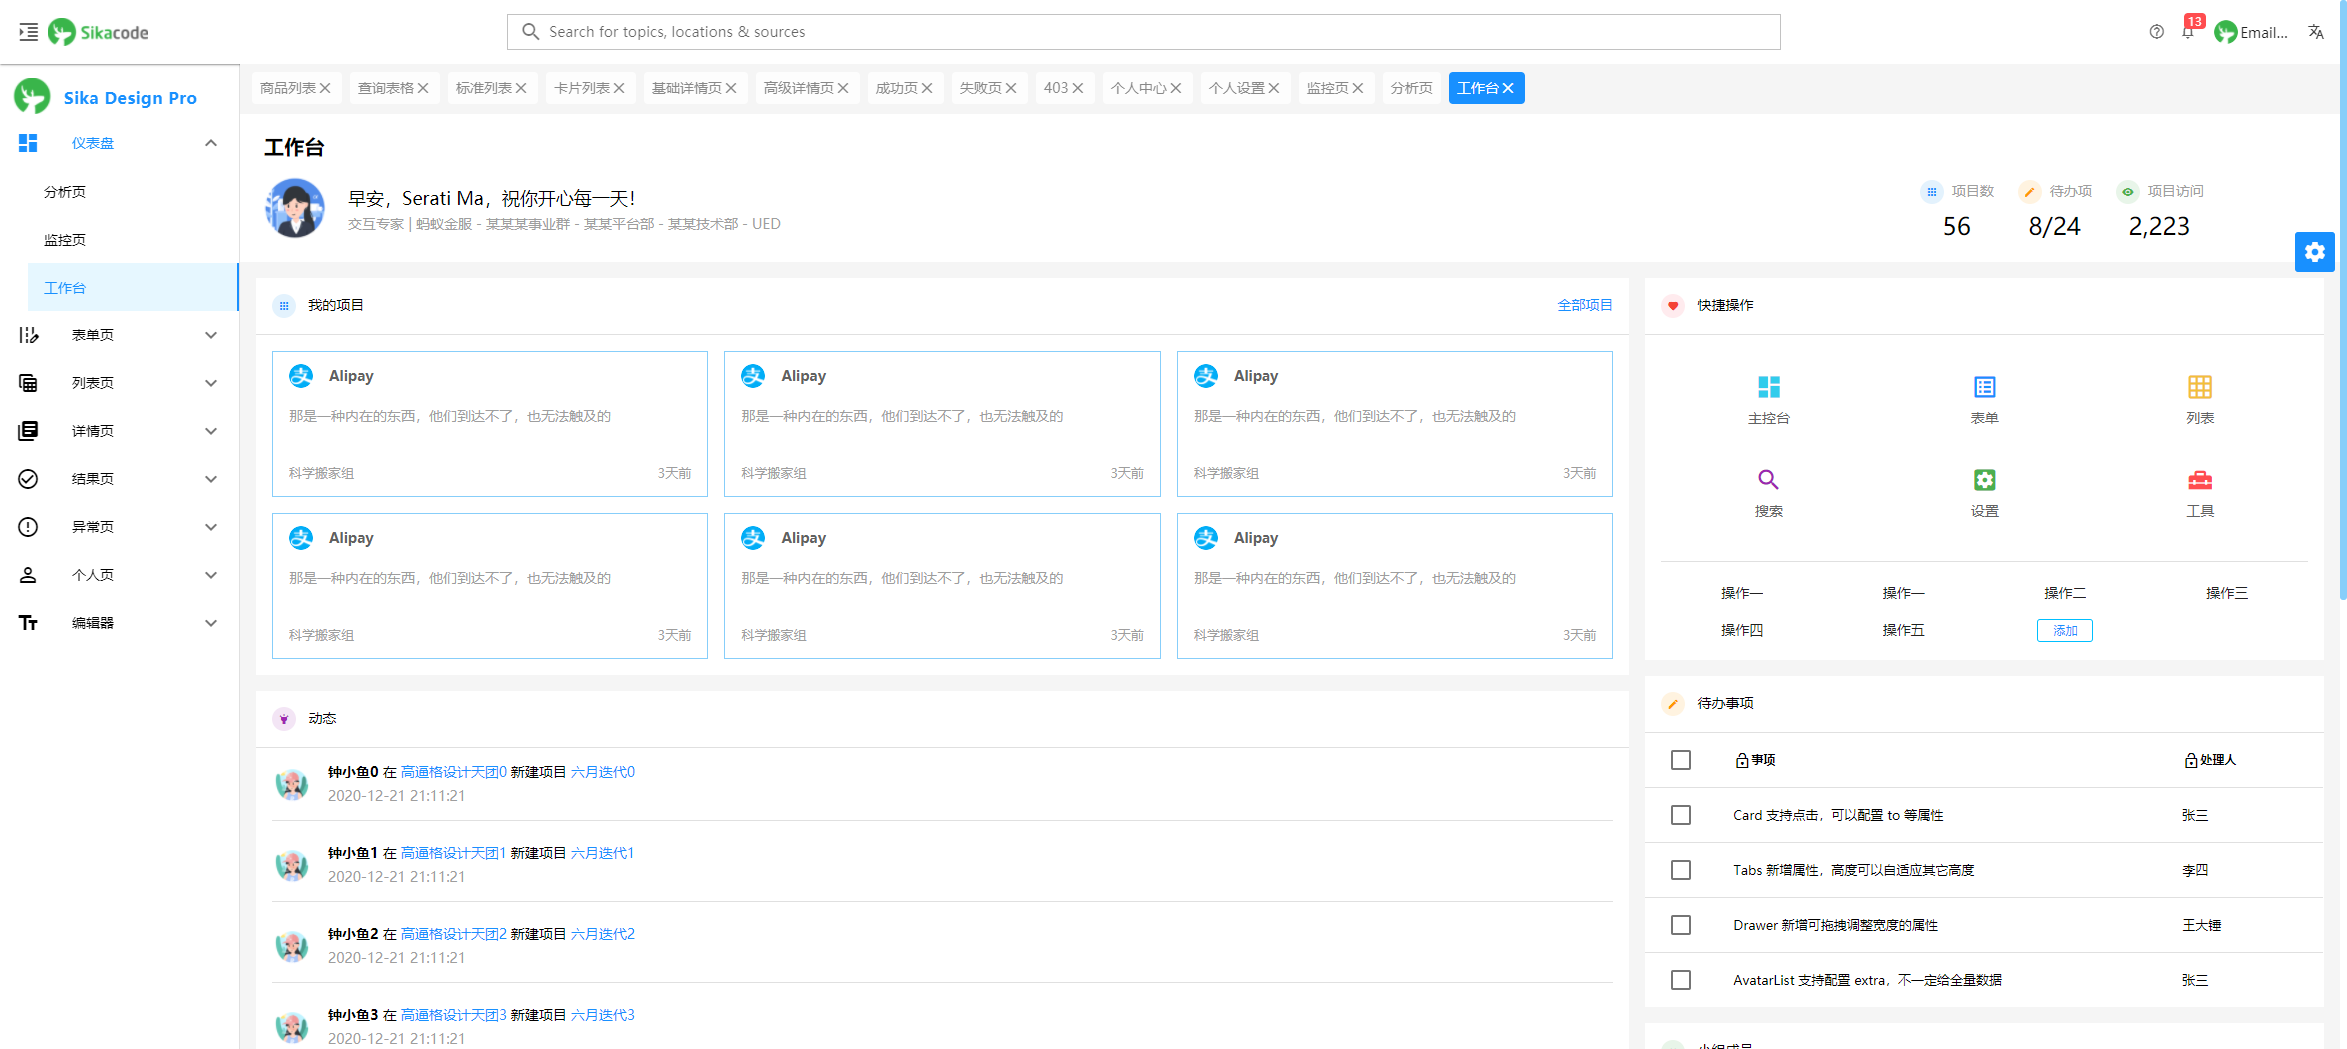 Sikacode
Search for topics, locations & sources
13
Email...
Sika Design Pro
仪表盘
分析页
监控页
工作台
表单页
列表页
详情页
结果页
异常页
个人页
编辑器
商品列表 查询表格 标准列表 卡片列表 基础详情页 高级详情页 成功页 失败页 403 个人中心 个人设置 监控页 分析页 工作台
工作台
早安，Serati Ma，祝你开心每一天！
交互专家 | 蚂蚁金服 - 某某某事业群 - 某某平台部 - 某某技术部 - UED
项目数 待办项 项目访问
56 8/24 2,223
我的项目 全部项目
Alipay Alipay Alipay
那是一种内在的东西，他们到达不了，也无法触及的 那是一种内在的东西，他们到达不了，也无法触及的 那是一种内在的东西，他们到达不了，也无法触及的
科学搬家组 3天前 科学搬家组 3天前 科学搬家组 3天前
Alipay Alipay Alipay
那是一种内在的东西，他们到达不了，也无法触及的 那是一种内在的东西，他们到达不了，也无法触及的 那是一种内在的东西，他们到达不了，也无法触及的
科学搬家组 3天前 科学搬家组 3天前 科学搬家组 3天前
动态
钟小鱼0 在 高逼格设计天团0 新建项目 六月迭代0
2020-12-21 21:11:21
钟小鱼1 在 高逼格设计天团1 新建项目 六月迭代1
2020-12-21 21:11:21
钟小鱼2 在 高逼格设计天团2 新建项目 六月迭代2
2020-12-21 21:11:21
钟小鱼3 在 高逼格设计天团3 新建项目 六月迭代3
2020-12-21 21:11:21
快捷操作
主控台 表单 列表
搜索 设置 工具
操作一 操作一 操作二 操作三
操作四 操作五 添加
待办事项
事项 处理人
Card 支持点击，可以配置 to 等属性 张三
Tabs 新增属性，高度可以自适应其它高度 李四
Drawer 新增可拖拽调整宽度的属性 王大锤
AvatarList 支持配置 extra，不一定给全量数据 张三